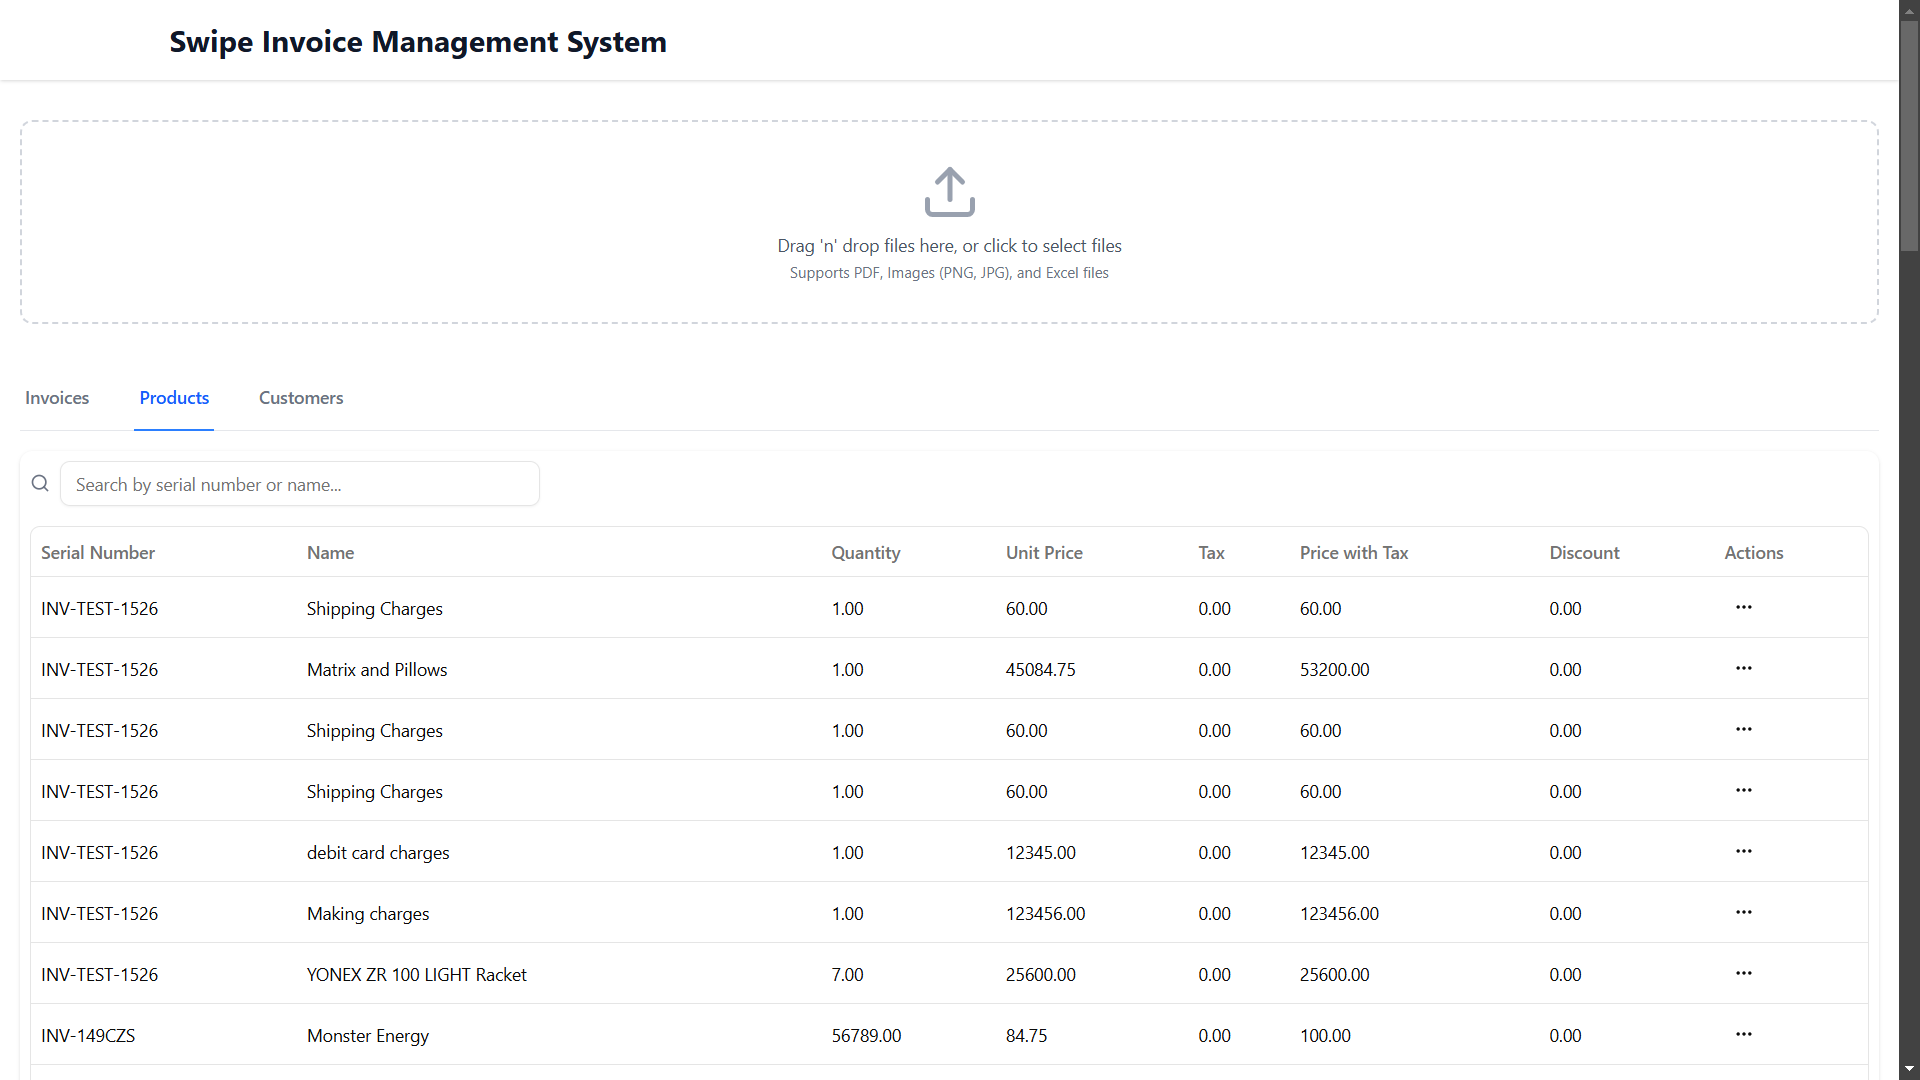 Swipe Invoice Management System
Drag 'n' drop files here, or click to select files
Supports PDF, Images (PNG, JPG), and Excel files
Invoices Products Customers
Search by serial number or name...
Serial Number Name Quantity Unit Price Tax Price with Tax Discount Actions
INV-TEST-1526 Shipping Charges 1.00 60.00 0.00 60.00 0.00 ...
INV-TEST-1526 Matrix and Pillows 1.00 45084.75 0.00 53200.00 0.00 ...
INV-TEST-1526 Shipping Charges 1.00 60.00 0.00 60.00 0.00 ...
INV-TEST-1526 Shipping Charges 1.00 60.00 0.00 60.00 0.00 ...
INV-TEST-1526 debit card charges 1.00 12345.00 0.00 12345.00 0.00 ...
INV-TEST-1526 Making charges 1.00 123456.00 0.00 123456.00 0.00 ...
INV-TEST-1526 YONEX ZR 100 LIGHT Racket 7.00 25600.00 0.00 25600.00 0.00 ...
INV-149CZS Monster Energy 56789.00 84.75 0.00 100.00 0.00 ...